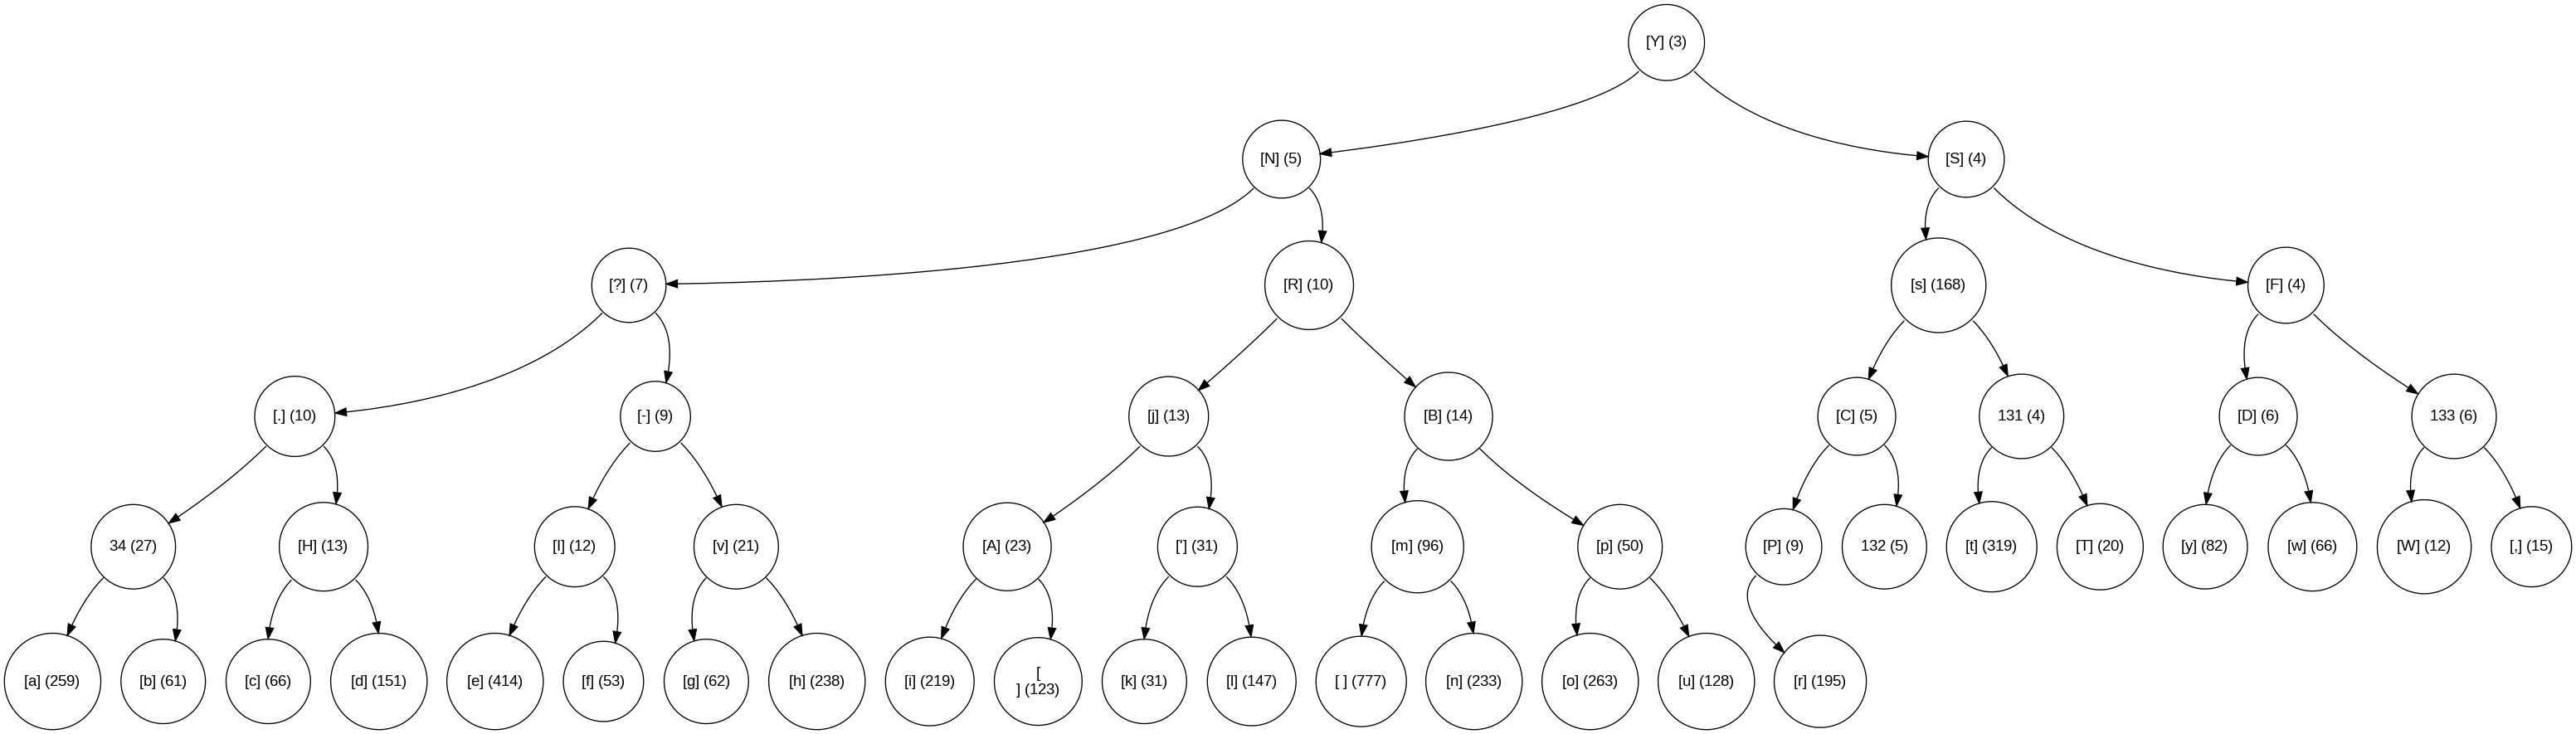 [Y] (3)
[N] (5)
[S] (4)
[?] (7)
[R] (10)
[s] (168)
[F] (4)
[.] (10)
[-] (9)
[j] (13)
[B] (14)
[C] (5)
131 (4)
[D] (6)
133 (6)
34 (27)
[H] (13)
[I] (12)
[v] (21)
[A] (23)
['] (31)
[m] (96)
[p] (50)
[P] (9)
132 (5)
[t] (319)
[T] (20)
[y] (82)
[w] (66)
[W] (12)
[,] (15)
[a] (259)
[b] (61)
[c] (66)
[d] (151)
[e] (414)
[f] (53)
[g] (62)
[h] (238)
[i] (219)
[
] (123)
[k] (31)
[l] (147)
[ ] (777)
[n] (233)
[o] (263)
[u] (128)
[r] (195)